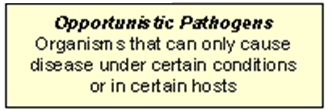 Opportunistic Pathogens
Organisms that can only cause
disease under certain conditions
or in certain hosts